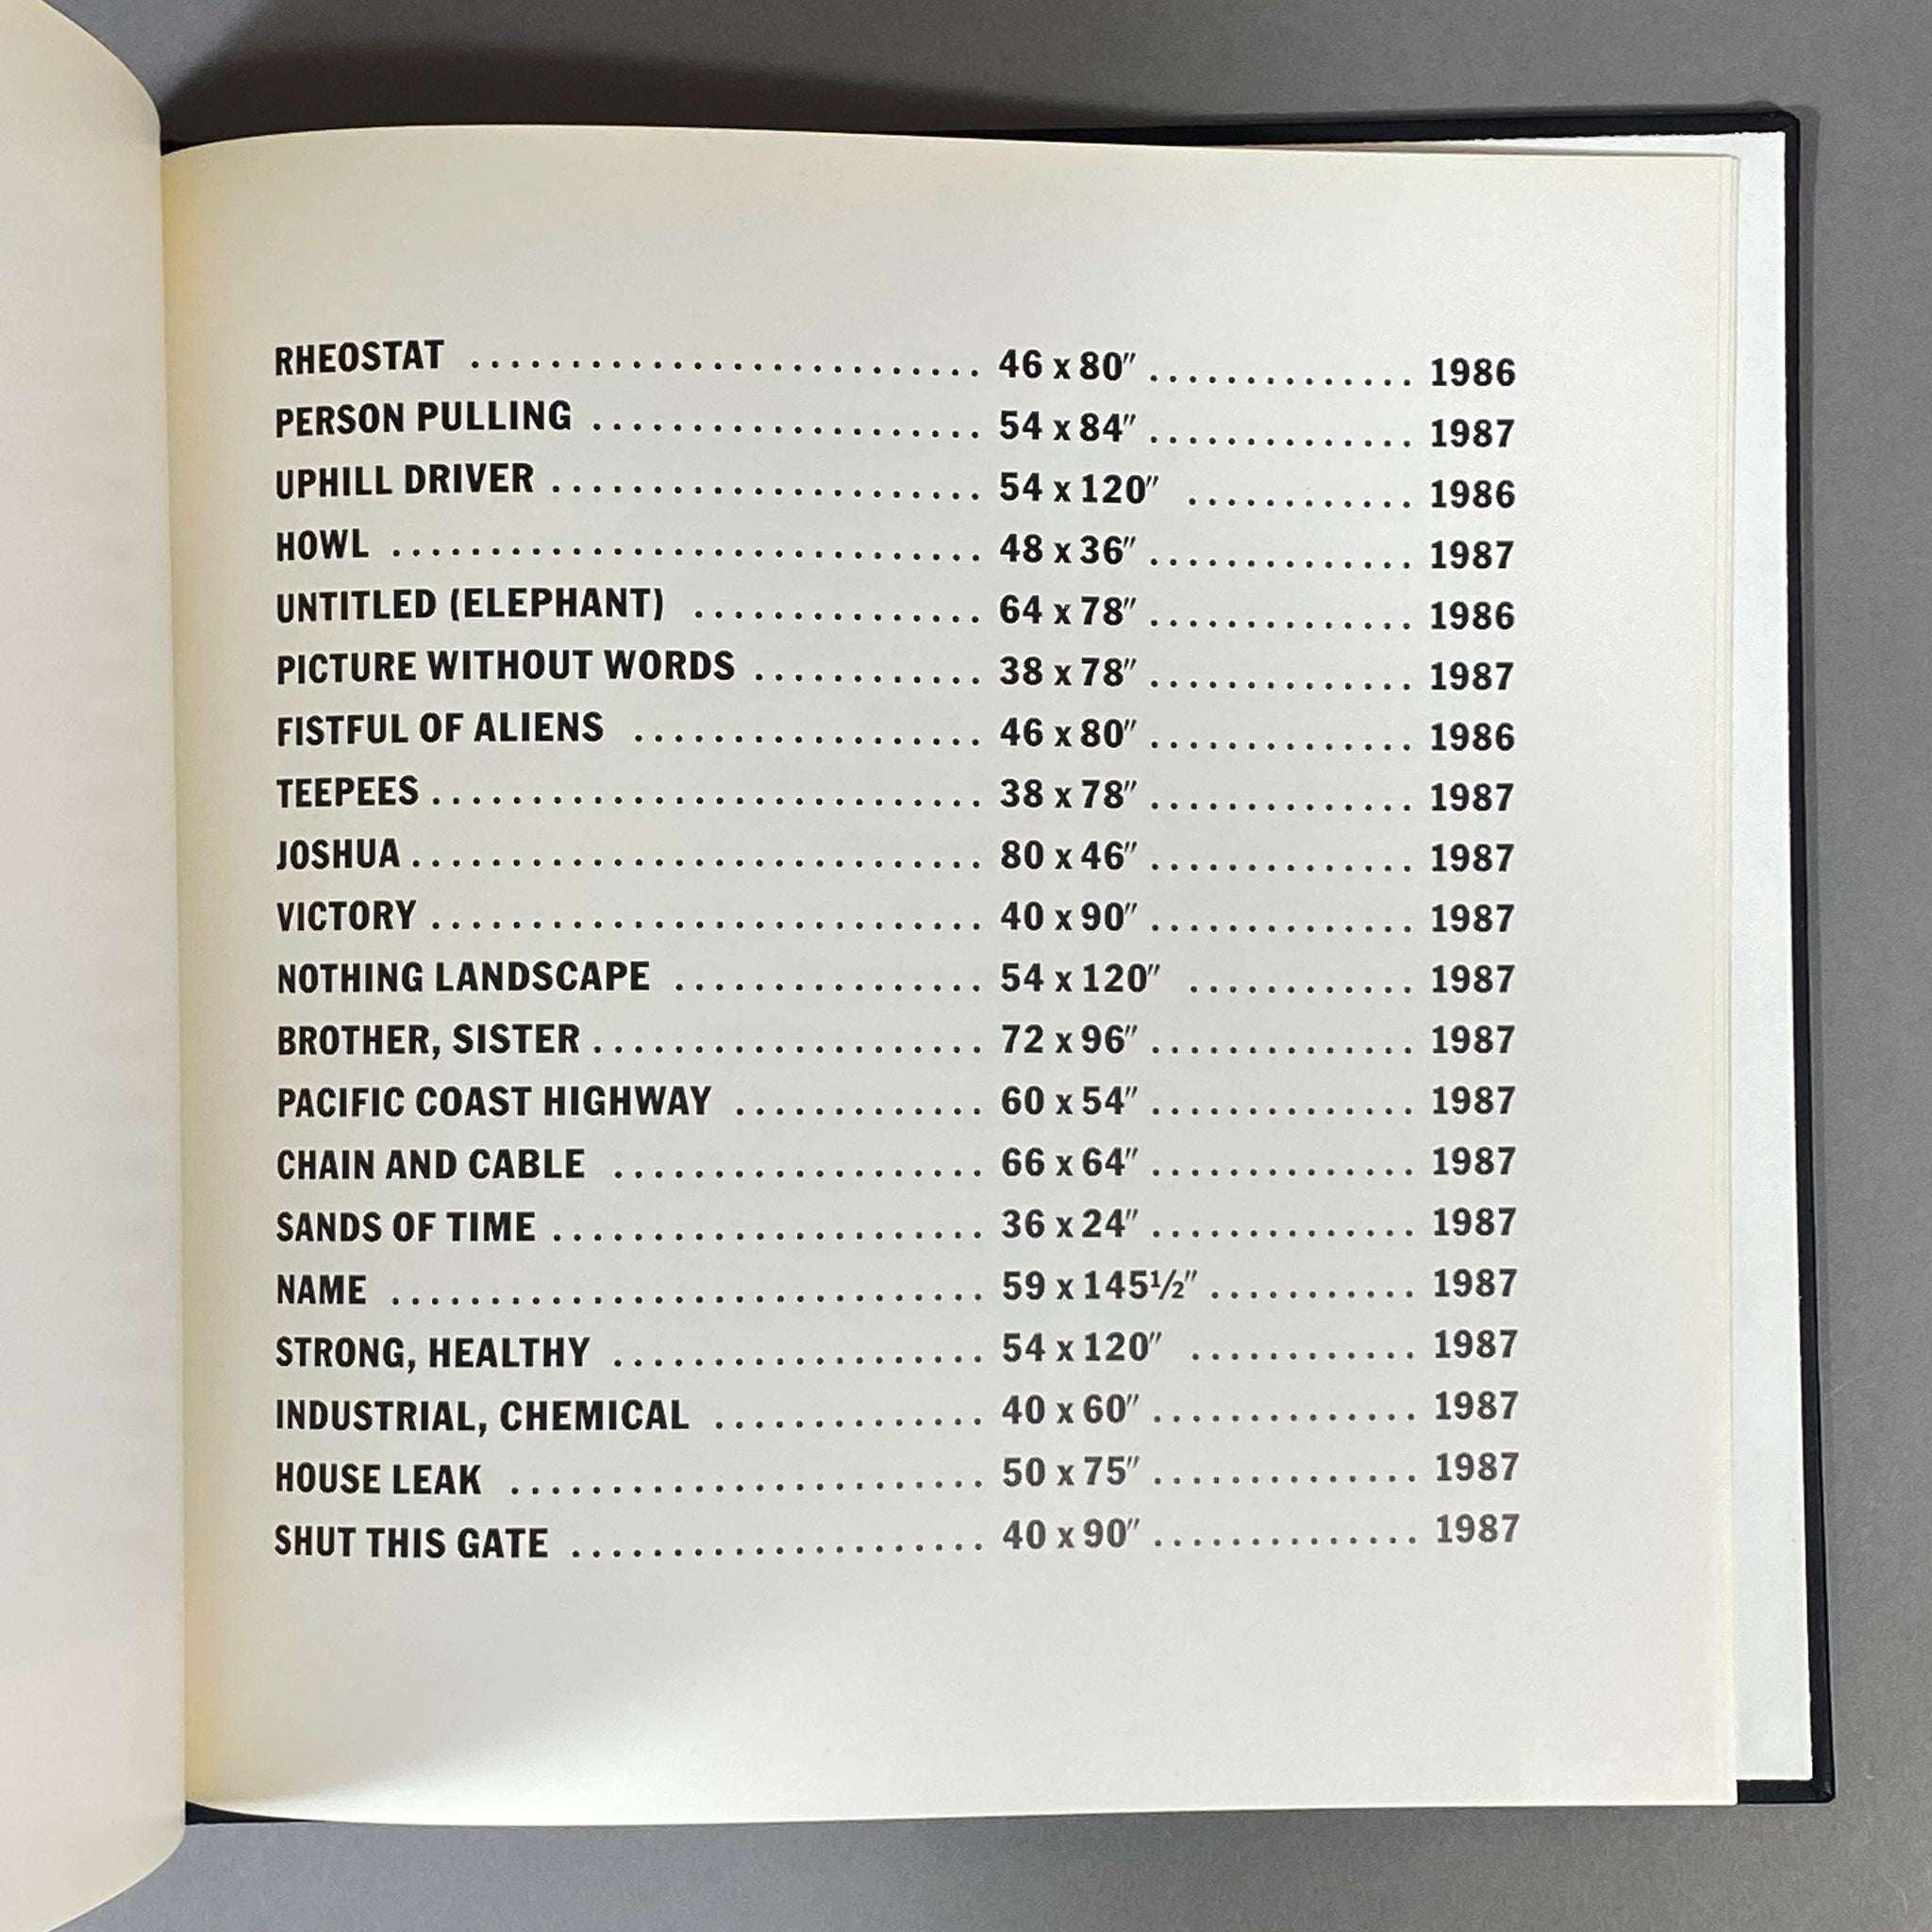 RHEOSTAT .......................... 46 x 80″ .............. 1986
PERSON PULLING .................... 54 x 84″ .............. 1987
UPHILL DRIVER ...................... 54 x 120″ ............ 1986
HOWL .............................. 48 x 36″ .............. 1987
UNTITLED (ELEPHANT) ............... 64 x 78″ .............. 1986
PICTURE WITHOUT WORDS ............ 38 x 78″ .............. 1987
FISTFUL OF ALIENS .................. 46 x 80″ .............. 1986
TEEPEES ............................ 38 x 78″ .............. 1987
JOSHUA ............................. 80 x 46″ .............. 1987
VICTORY ............................ 40 x 90″ .............. 1987
NOTHING LANDSCAPE ................ 54 x 120″ ............ 1987
BROTHER, SISTER .................... 72 x 96″ .............. 1987
PACIFIC COAST HIGHWAY ............. 60 x 54″ .............. 1987
CHAIN AND CABLE ................... 66 x 64″ .............. 1987
SANDS OF TIME ...................... 36 x 24″ .............. 1987
NAME .............................. 59 x 145½″ ........... 1987
STRONG, HEALTHY ................... 54 x 120″ ............ 1987
INDUSTRIAL, CHEMICAL .............. 40 x 60″ .............. 1987
HOUSE LEAK ........................ 50 x 75″ .............. 1987
SHUT THIS GATE ..................... 40 x 90″ .............. 1987